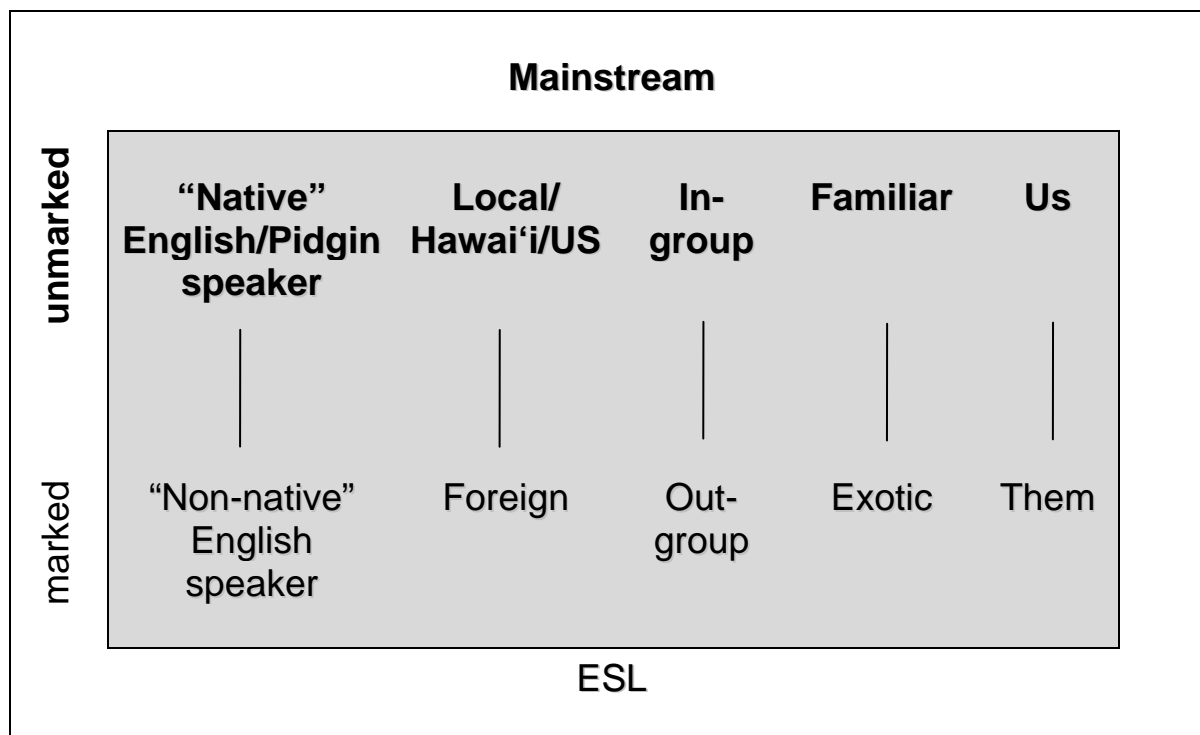 Mainstream
unmarked
“Native”
English/Pidgin
speaker
Local/
Hawai‘i/US
In-
group
Familiar
Us
marked
“Non-native”
English
speaker
Foreign
Out-
group
Exotic
Them
ESL